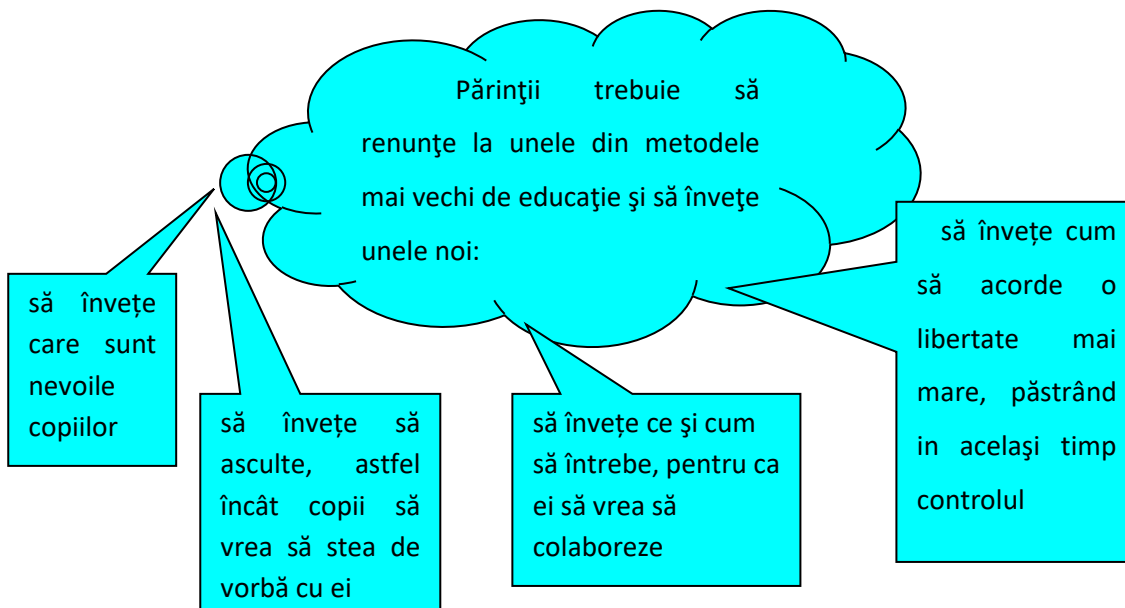 Părinţii trebuie să
renunţe la unele din metodele
mai vechi de educaţie şi să înveţe
unele noi:
să învețe
care sunt
nevoile
copiilor
să învețe să
asculte, astfel
încât copii să
vrea să stea de
vorbă cu ei
să învețe ce şi cum
să întrebe, pentru ca
ei să vrea să
colaboreze
să învețe cum
să acorde o
libertate mai
mare, păstrând
in acelaşi timp
controlul